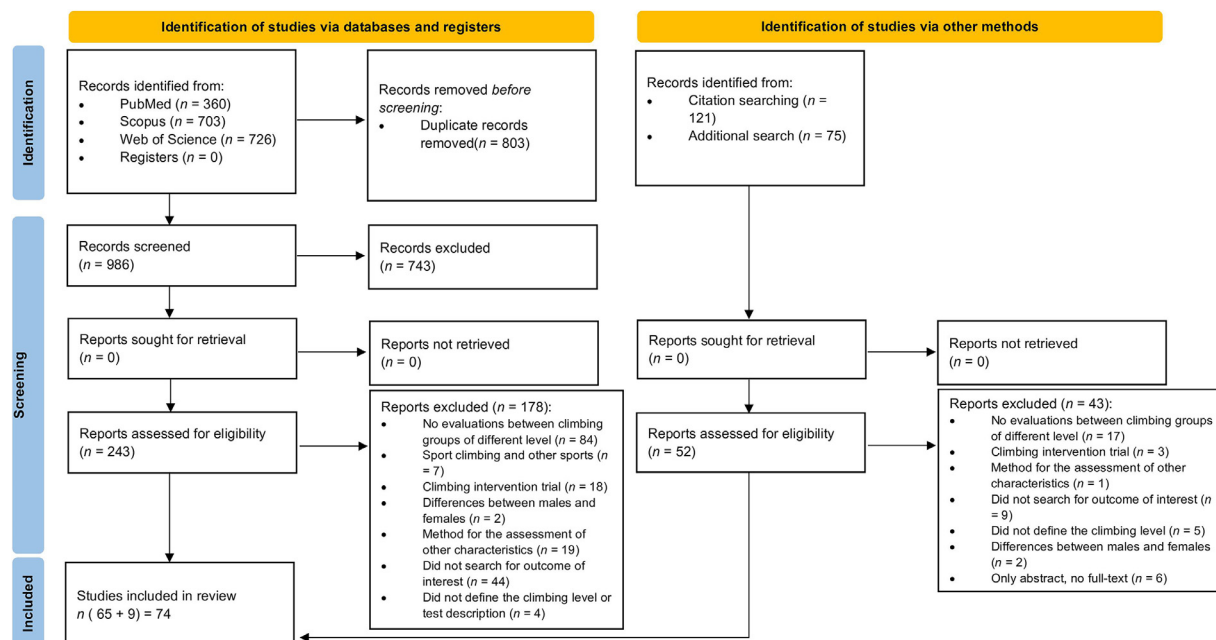 Identification of studies via databases and registers
Identification of studies via other methods
Identification
Records identified from:
• PubMed (n = 360)
• Scopus (n = 703)
• Web of Science (n = 726)
• Registers (n = 0)
Records removed before
screening:
• Duplicate records
removed(n = 803)
Records identified from:
• Citation searching (n =
121)
• Additional search (n = 75)
Screening
Records screened
(n = 986)
Records excluded
(n = 743)
Reports sought for retrieval
(n = 0)
Reports not retrieved
(n = 0)
Reports sought for retrieval
(n = 0)
Reports not retrieved
(n = 0)
Reports assessed for eligibility
(n = 243)
Reports excluded (n = 178):
• No evaluations between climbing
groups of different level (n = 84)
• Sport climbing and other sports (n
= 7)
• Climbing intervention trial (n = 18)
• Differences between males and
females (n = 2)
• Method for the assessment of
other characteristics (n = 19)
• Did not search for outcome of
interest (n = 44)
• Did not define the climbing level or
test description (n = 4)
Reports assessed for eligibility
(n = 52)
Reports excluded (n = 43):
• No evaluations between climbing groups
of different level (n = 17)
• Climbing intervention trial (n = 3)
• Method for the assessment of other
characteristics (n = 1)
• Did not search for outcome of interest (n
= 9)
• Did not define the climbing level (n = 5)
• Differences between males and females
(n = 2)
• Only abstract, no full-text (n = 6)
Included
Studies included in review
n ( 65 + 9) = 74